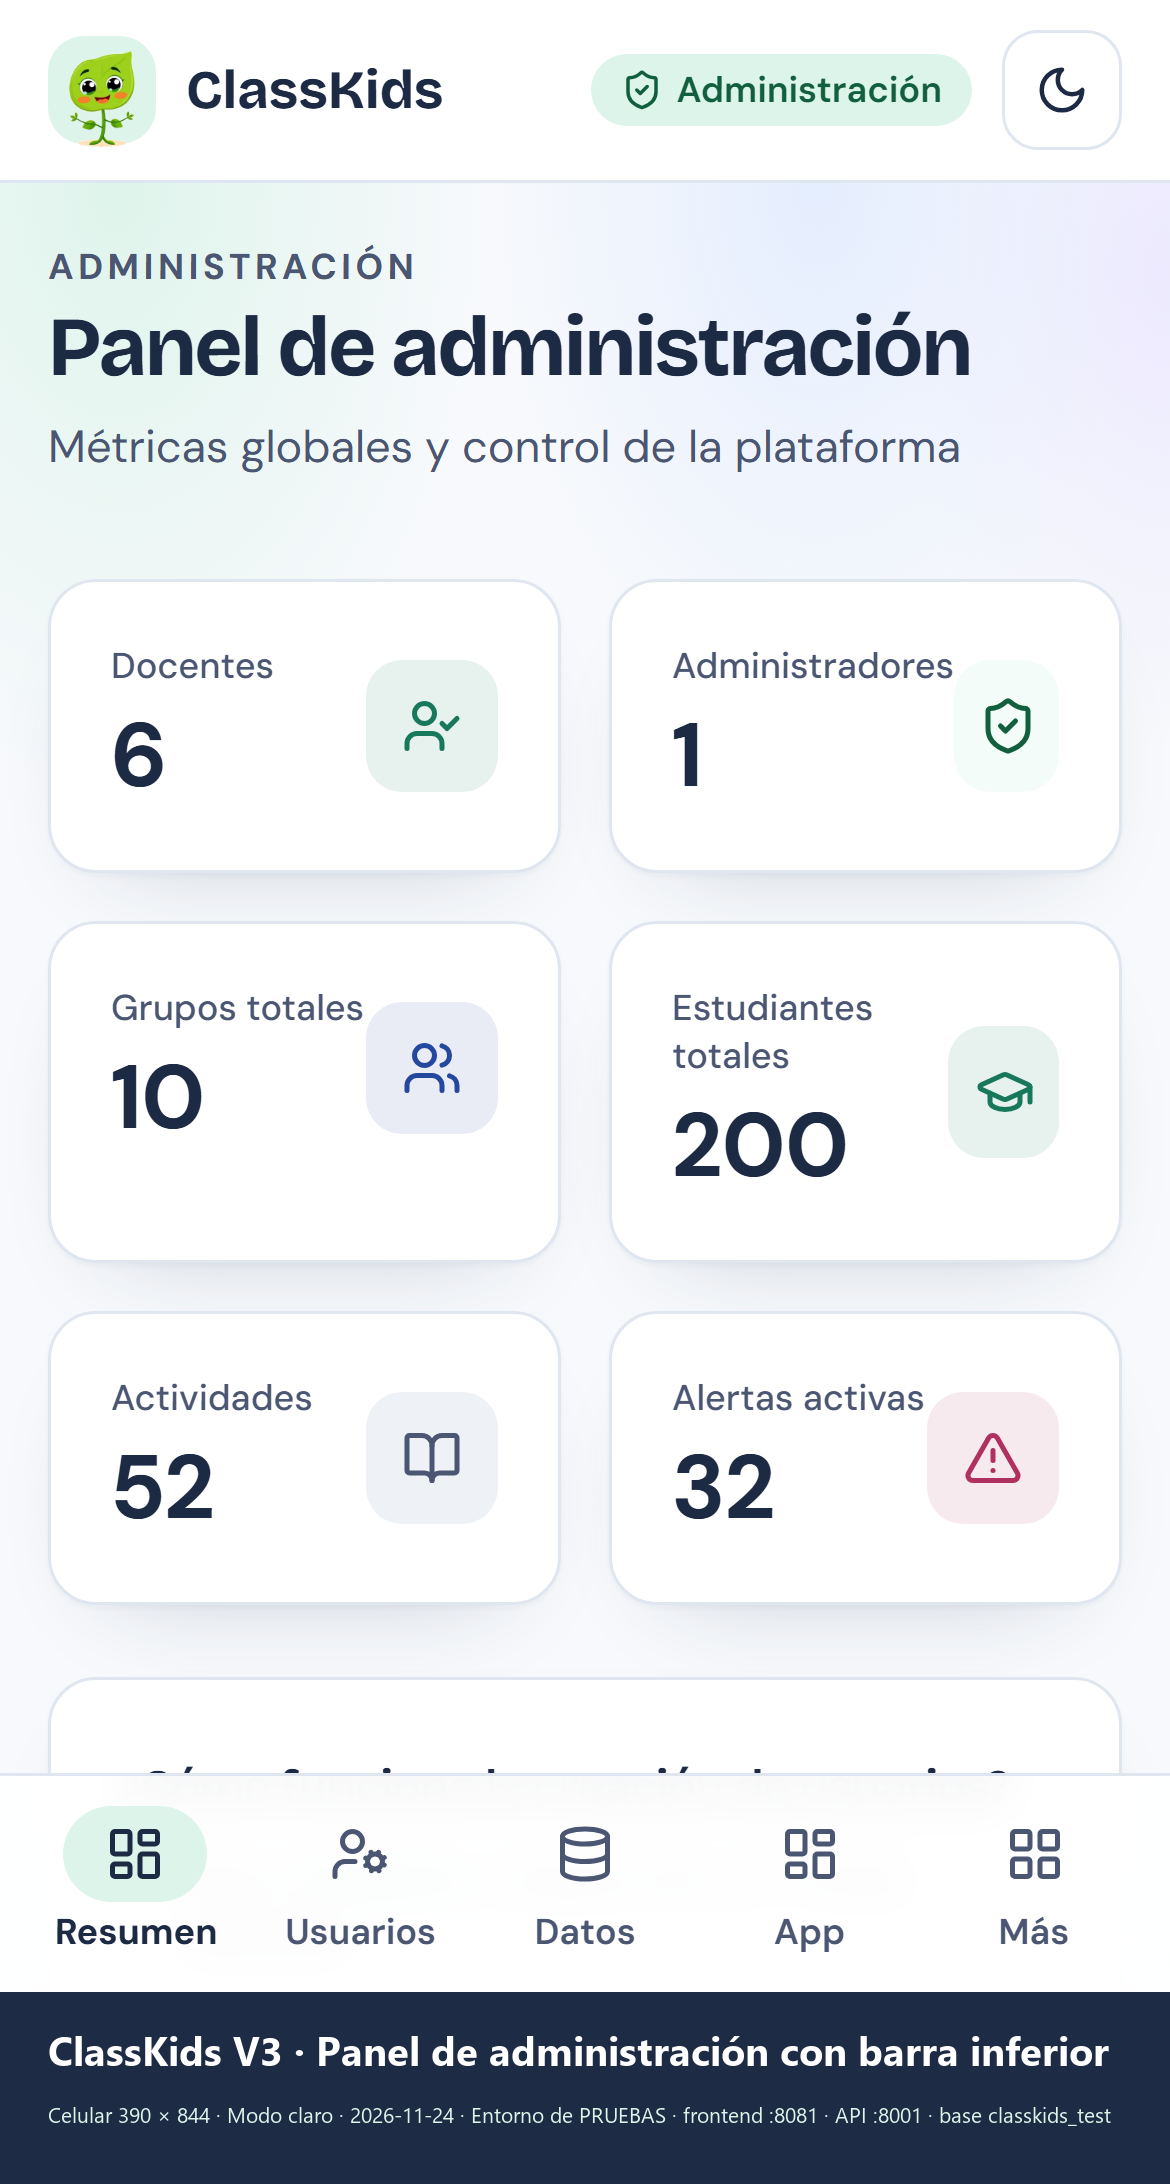 ClassKids
Administración
ADMINISTRACIÓN
Panel de administración
Métricas globales y control de la plataforma
Docentes
6
Administradores
1
Grupos totales
10
Estudiantes
totales
200
Actividades
52
Alertas activas
32
Resumen
Usuarios
Datos
App
Más
ClassKids V3 · Panel de administración con barra inferior
Celular 390 × 844 · Modo claro · 2026-11-24 · Entorno de PRUEBAS · frontend :8081 · API :8001 · base classkids_test